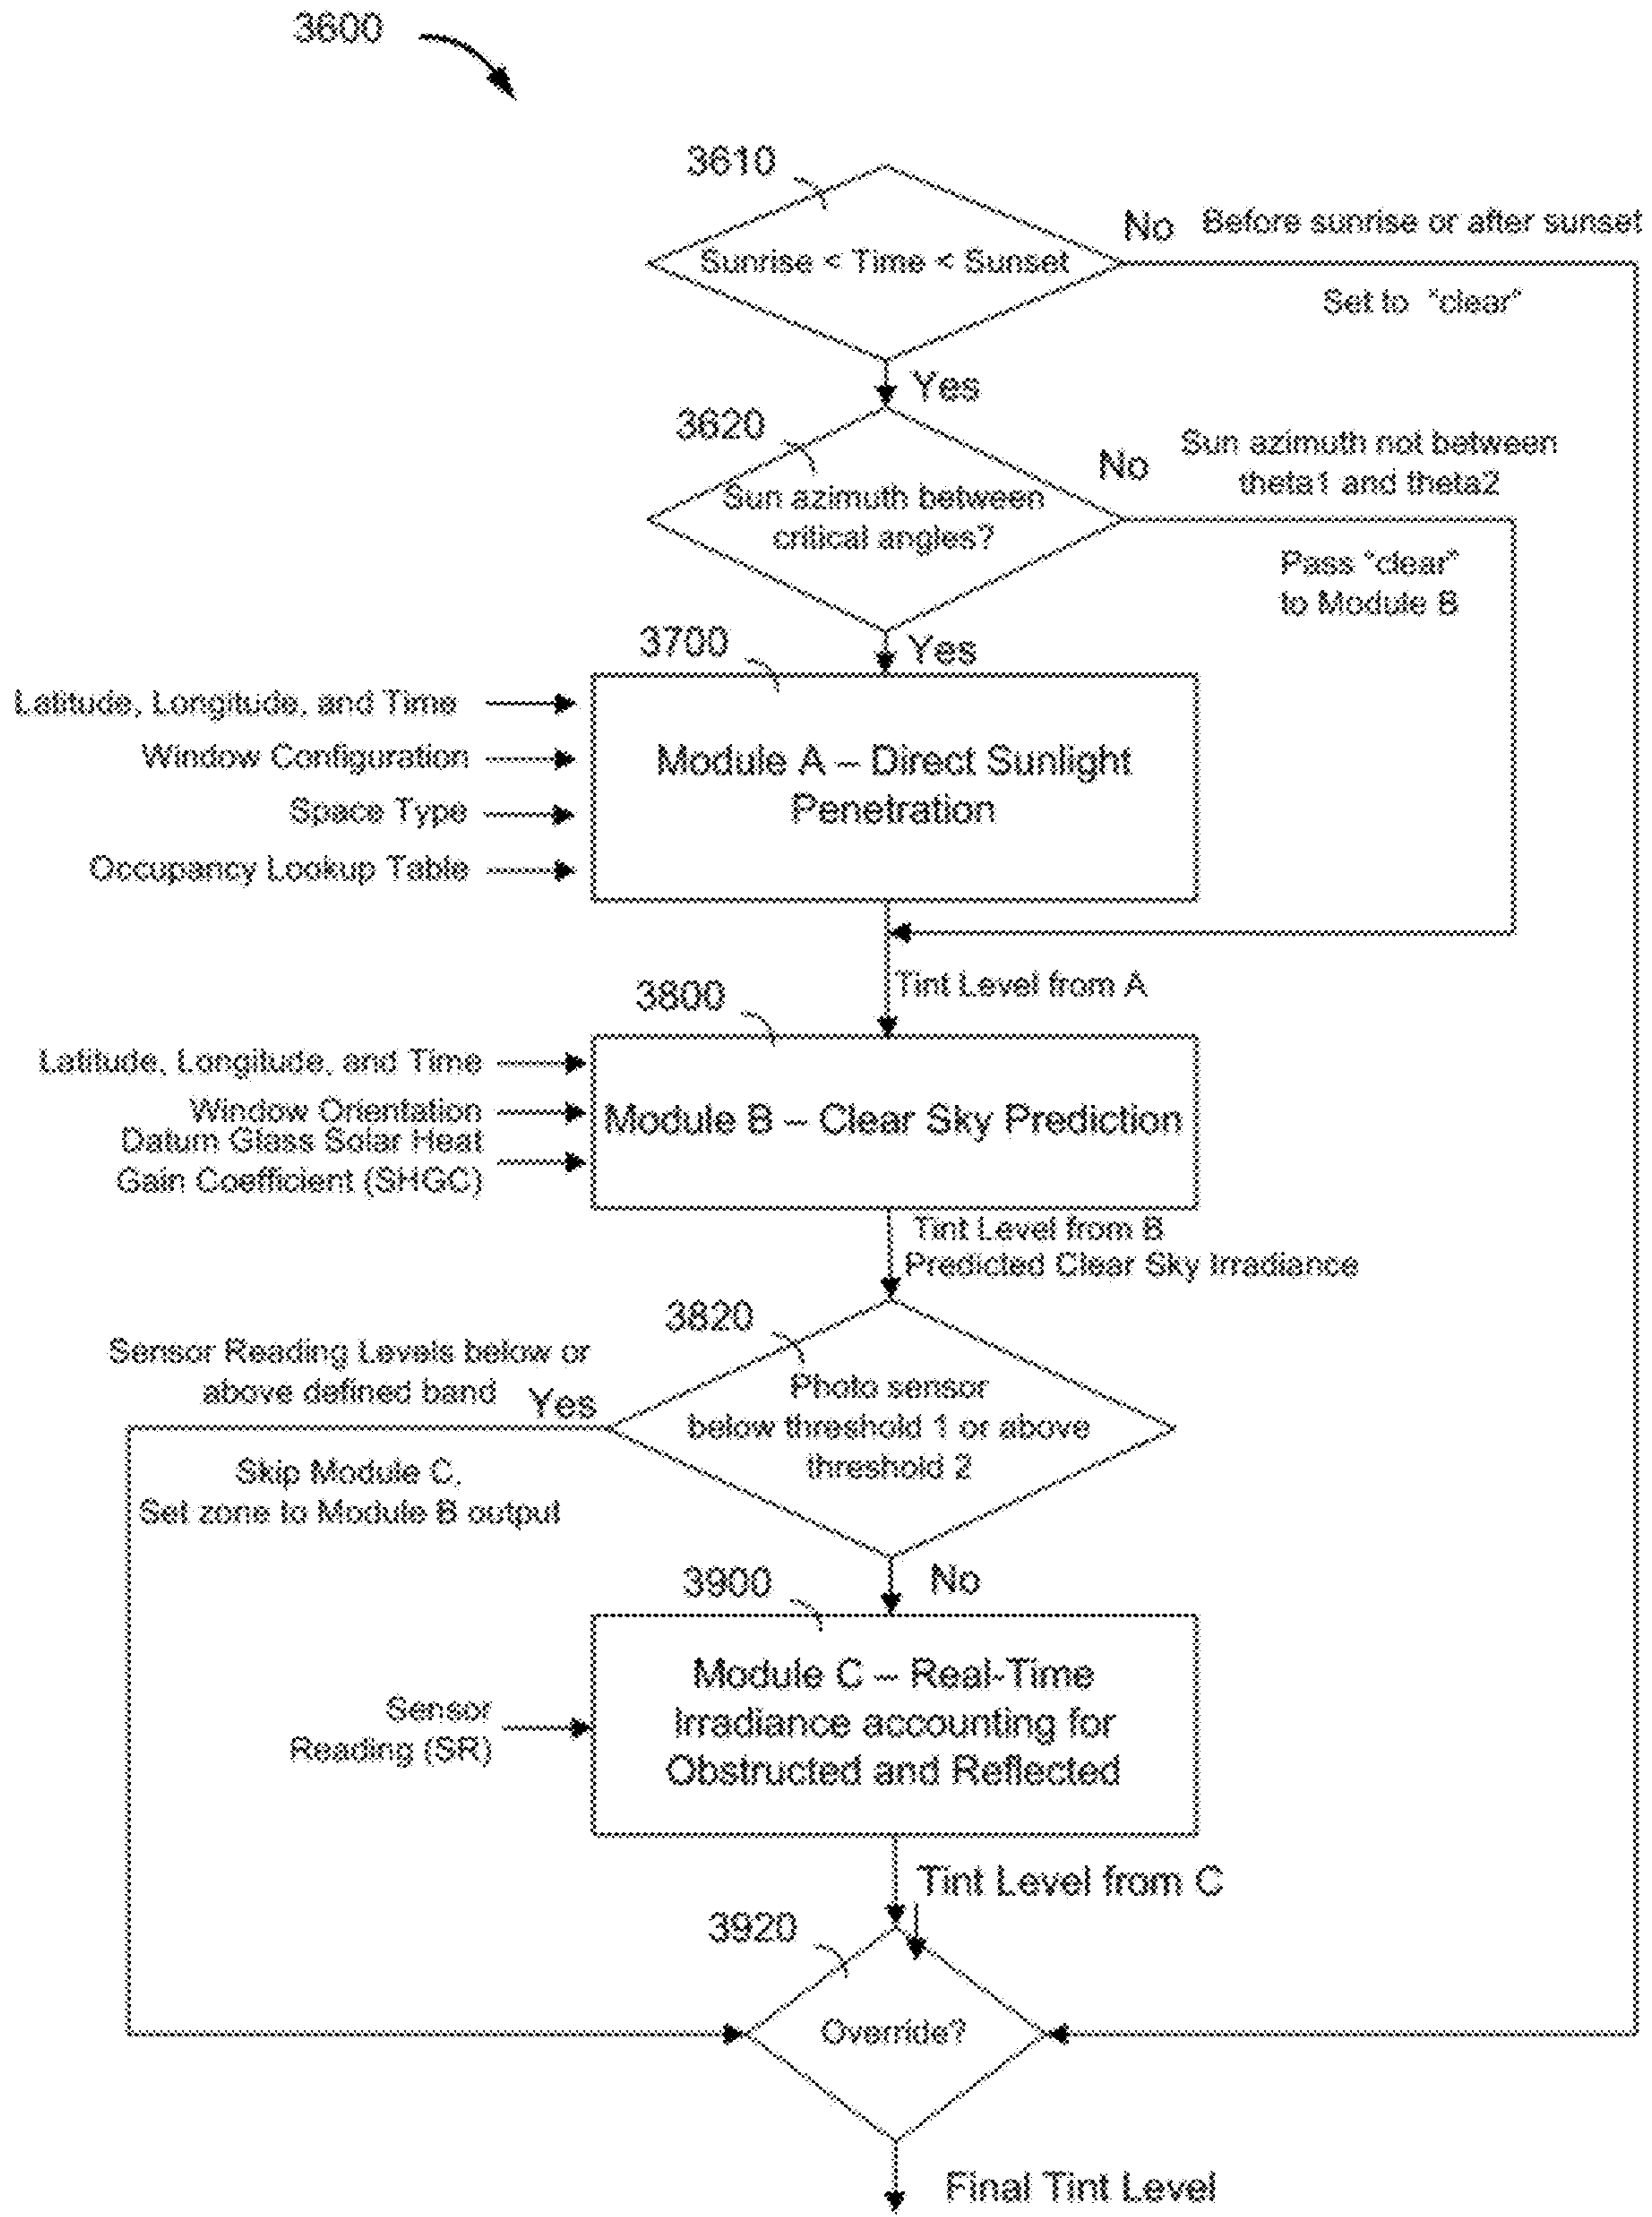 3600
3610
No Before sunrise or after sunset
Sunrise < Time < Sunset
Set to "clear"
Yes
3620
No
Sun azimuth not between
theta1 and theta2
Sun azimuth between
critical angles?
Pass "clear"
to Module B
Yes
3700
Latitude, Longitude, and Time
Window Configuration
Space Type
Occupancy Lookup Table
Module A – Direct Sunlight
Penetration
Tint Level from A
3800
Latitude, Longitude, and Time
Window Orientation
Datum Glass Solar Heat
Gain Coefficient (SHGC)
Module B – Clear Sky Prediction
Tint Level from B
Predicted Clear Sky Irradiance
3820
Sensor Reading Levels below or
above defined band
Yes
Photo sensor
below threshold 1 or above
threshold 2
Skip Module C,
Set zone to Module B output
No
3900
Module C – Real-Time
Irradiance accounting for
Obstructed and Reflected
Sensor
Reading (SR)
Tint Level from C
3920
Override?
Final Tint Level